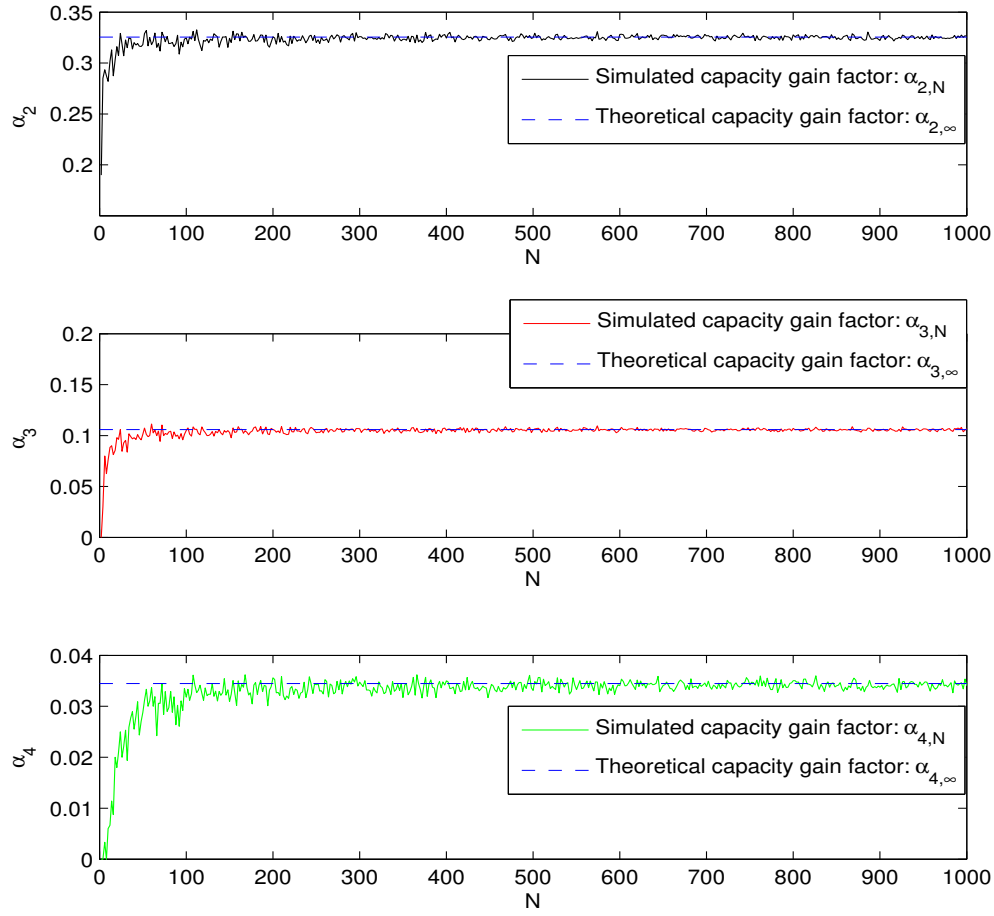 0.35
0.3
0.25
0.2
α2
Simulated capacity gain factor: α2,N
Theoretical capacity gain factor: α2,∞
0 100 200 300 400 500 600 700 800 900 1000
N
0.2
0.15
0.1
0.05
0
α3
Simulated capacity gain factor: α3,N
Theoretical capacity gain factor: α3,∞
0 100 200 300 400 500 600 700 800 900 1000
N
0.04
0.03
0.02
0.01
0
α4
Simulated capacity gain factor: α4,N
Theoretical capacity gain factor: α4,∞
0 100 200 300 400 500 600 700 800 900 1000
N